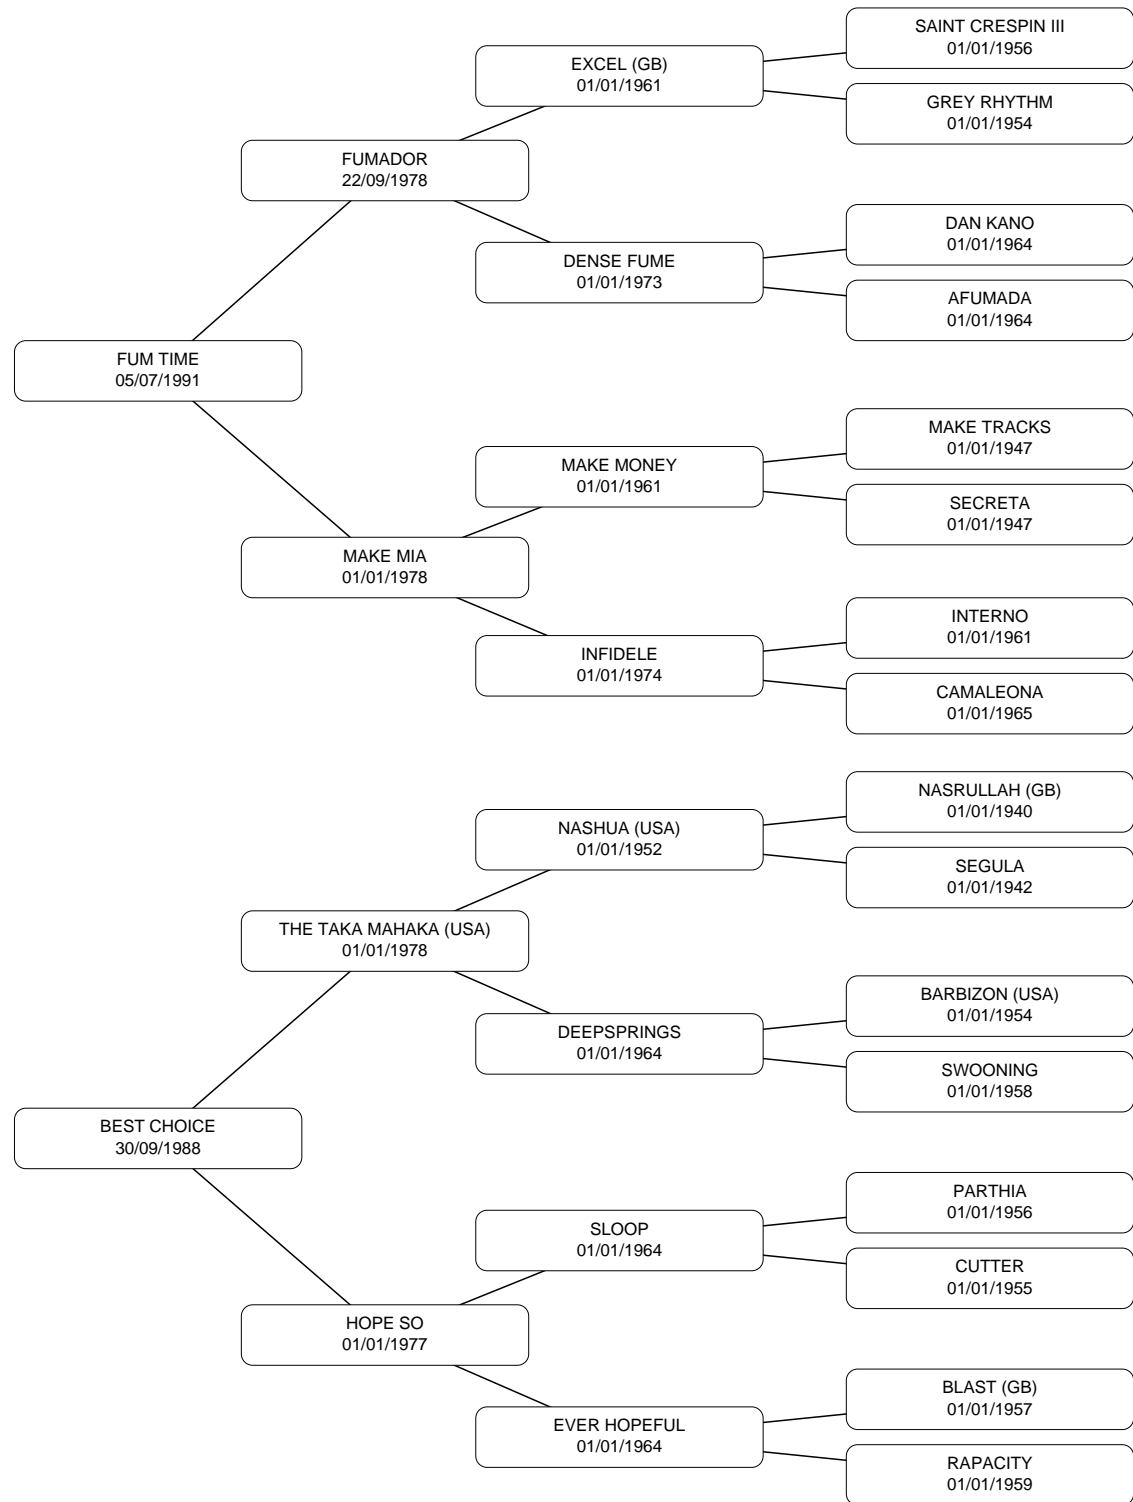 SAINT CRESPIN III
01/01/1956
EXCEL (GB)
01/01/1961
GREY RHYTHM
01/01/1954
FUMADOR
22/09/1978
DAN KANO
01/01/1964
DENSE FUME
01/01/1973
AFUMADA
01/01/1964
FUM TIME
05/07/1991
MAKE TRACKS
01/01/1947
MAKE MONEY
01/01/1961
SECRETA
01/01/1947
MAKE MIA
01/01/1978
INTERNO
01/01/1961
INFIDELE
01/01/1974
CAMALEONA
01/01/1965
NASRULLAH (GB)
01/01/1940
NASHUA (USA)
01/01/1952
SEGULA
01/01/1942
THE TAKA MAHAKA (USA)
01/01/1978
BARBIZON (USA)
01/01/1954
DEEPSPRINGS
01/01/1964
SWOONING
01/01/1958
BEST CHOICE
30/09/1988
PARTHIA
01/01/1956
SLOOP
01/01/1964
CUTTER
01/01/1955
HOPE SO
01/01/1977
BLAST (GB)
01/01/1957
EVER HOPEFUL
01/01/1964
RAPACITY
01/01/1959